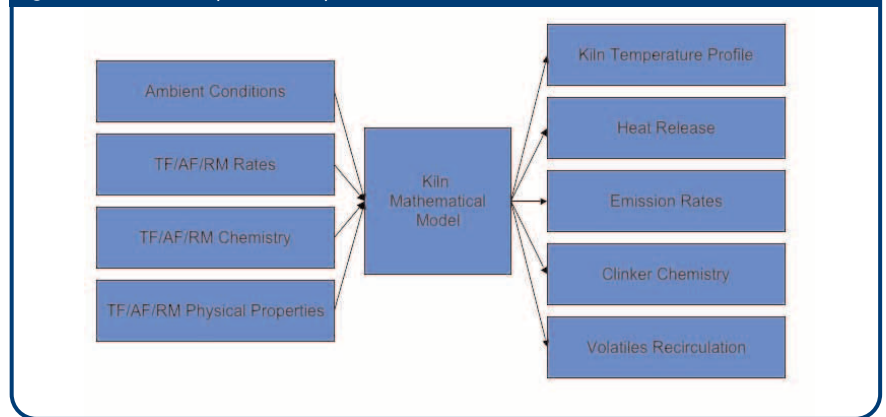 Ambient Conditions
TF/AF/RM Rates
TF/AF/RM Chemistry
TF/AF/RM Physical Properties
Kiln
Mathematical
Model
Kiln Temperature Profile
Heat Release
Emission Rates
Clinker Chemistry
Volatiles Recirculation